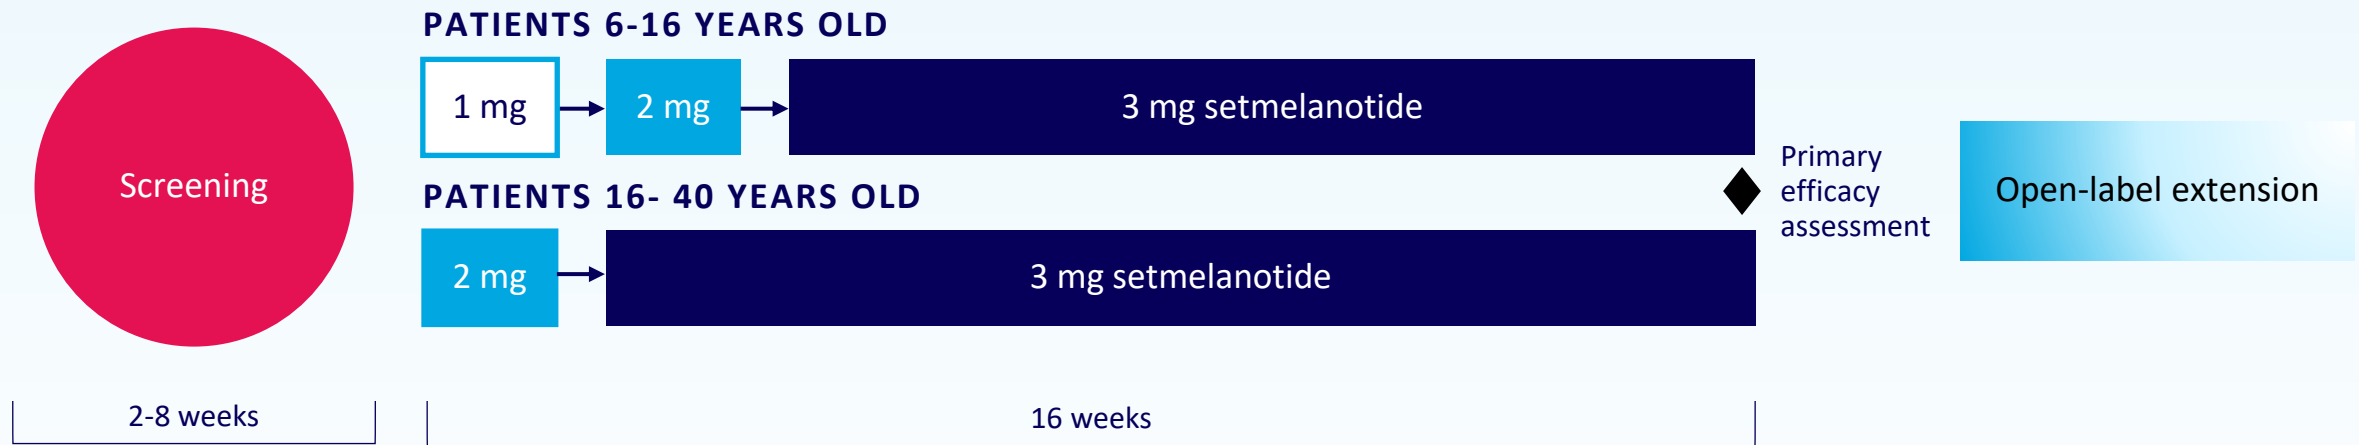 PATIENTS 6-16 YEARS OLD
1 mg
2 mg
3 mg setmelanotide
Screening
Primary
efficacy
assessment
Open-label extension
PATIENTS 16- 40 YEARS OLD
2 mg
3 mg setmelanotide
2-8 weeks
16 weeks